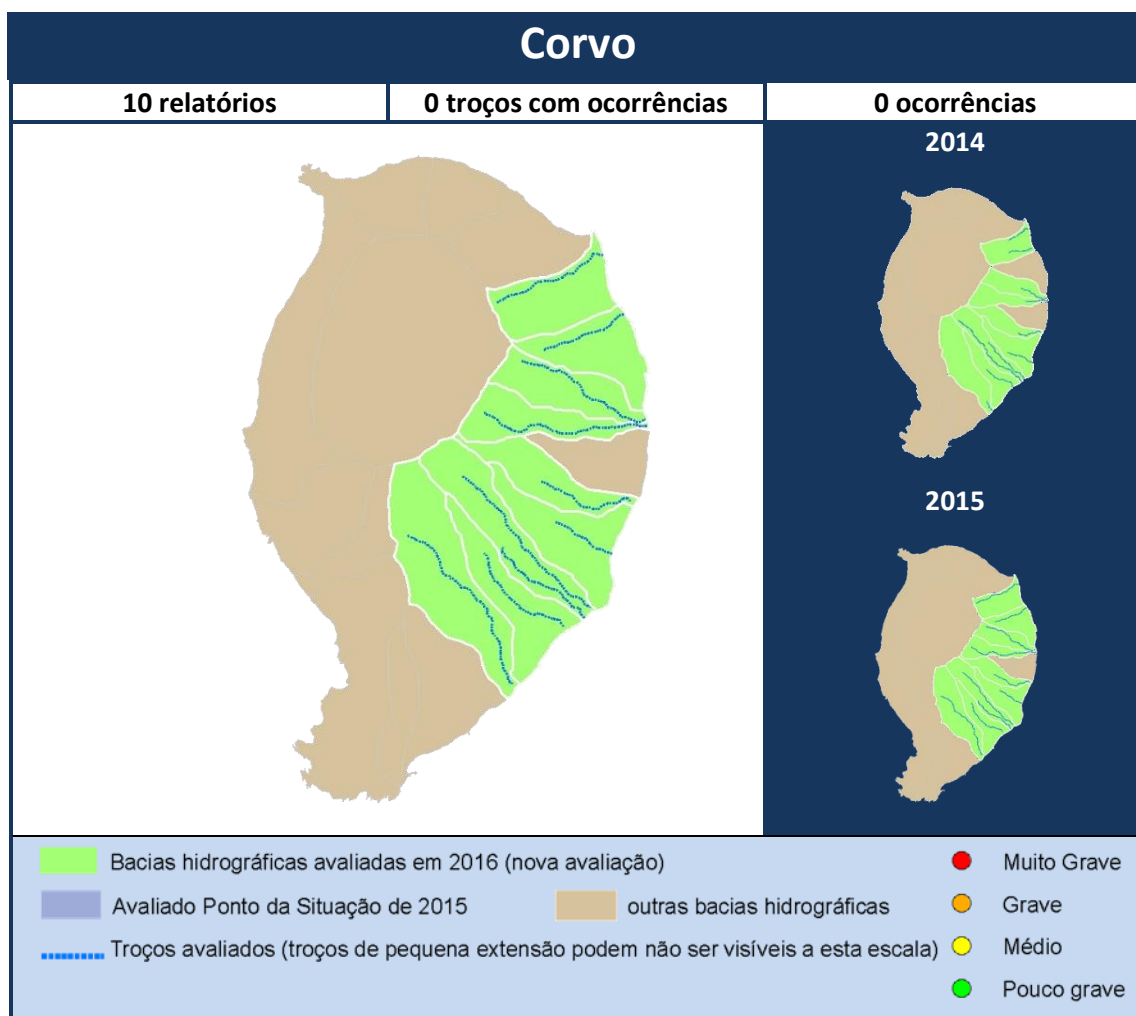 Corvo
10 relatórios
0 troços com ocorrências
0 ocorrências
2014
2015
Bacias hidrográficas avaliadas em 2016 (nova avaliação)
Avaliado Ponto da Situação de 2015
outras bacias hidrográficas
Troços avaliados (troços de pequena extensão podem não ser visíveis a esta escala)
Muito Grave
Grave
Médio
Pouco grave